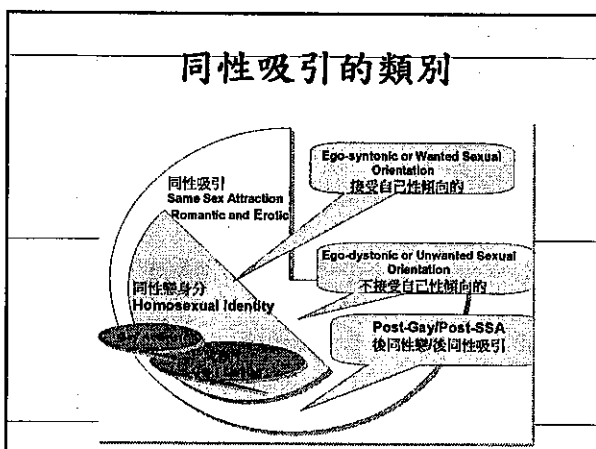 同性吸引的類別
同性吸引
Same Sex Attraction
Romantic and Erotic
同性戀身分
Homosexual Identity
Ego-syntonic or Wanted Sexual
Orientation
接受自己性傾向的
Ego-dystonic or Unwanted Sexual
Orientation
不接受自己性傾向的
Post-Gay/Post-SSA
後同性戀/後同性吸引